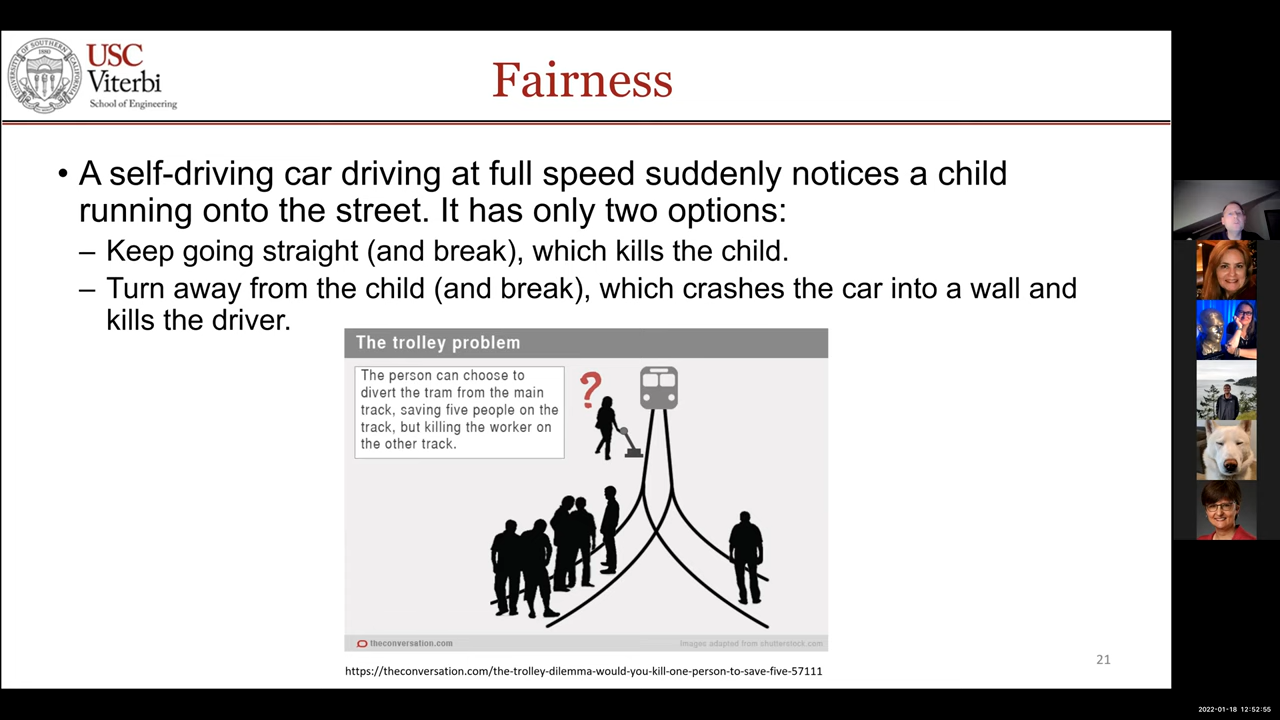 USC
Viterbi
School of Engineering
Fairness
• A self-driving car driving at full speed suddenly notices a child
running onto the street. It has only two options:
– Keep going straight (and break), which kills the child.
– Turn away from the child (and break), which crashes the car into a wall and
kills the driver.
The trolley problem
The person can choose to
divert the tram from the main
track, saving five people on the
track, but killing the worker on
the other track.
?
theconversation.com
Images adapted from shutterstock.com
https://theconversation.com/the-trolley-dilemma-would-you-kill-one-person-to-save-five-57111
21
2022-01-18 12:52:55